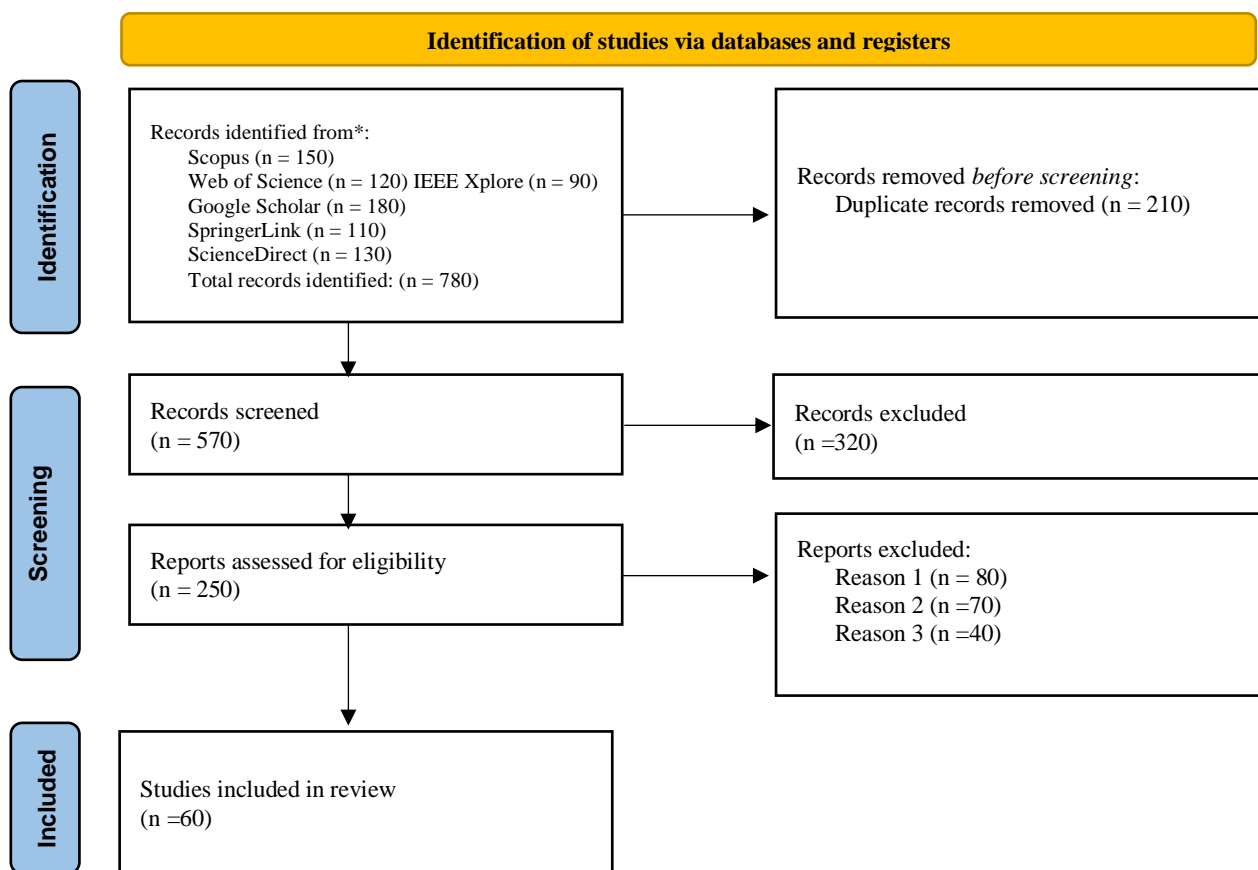 Identification of studies via databases and registers
Identification
Records identified from*:
Scopus (n = 150)
Web of Science (n = 120) IEEE Xplore (n = 90)
Google Scholar (n = 180)
SpringerLink (n = 110)
ScienceDirect (n = 130)
Total records identified: (n = 780)
Records removed before screening:
Duplicate records removed (n = 210)
Screening
Records screened
(n = 570)
Records excluded
(n =320)
Reports assessed for eligibility
(n = 250)
Reports excluded:
Reason 1 (n = 80)
Reason 2 (n =70)
Reason 3 (n =40)
Included
Studies included in review
(n =60)